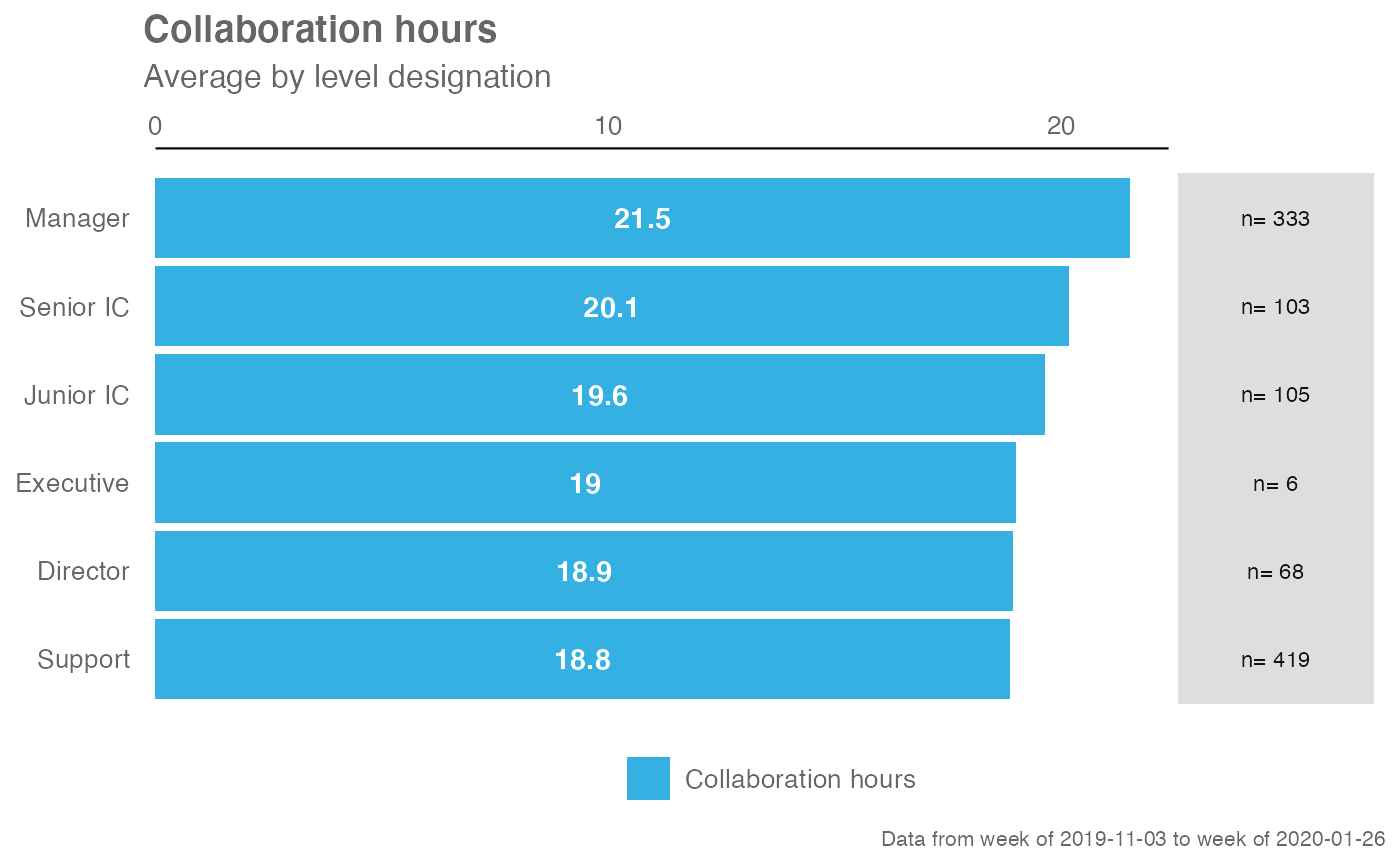 Collaboration hours
Average by level designation
0 10 20
Manager 21.5 n= 333
Senior IC 20.1 n= 103
Junior IC 19.6 n= 105
Executive 19 n= 6
Director 18.9 n= 68
Support 18.8 n= 419
Collaboration hours
Data from week of 2019-11-03 to week of 2020-01-26